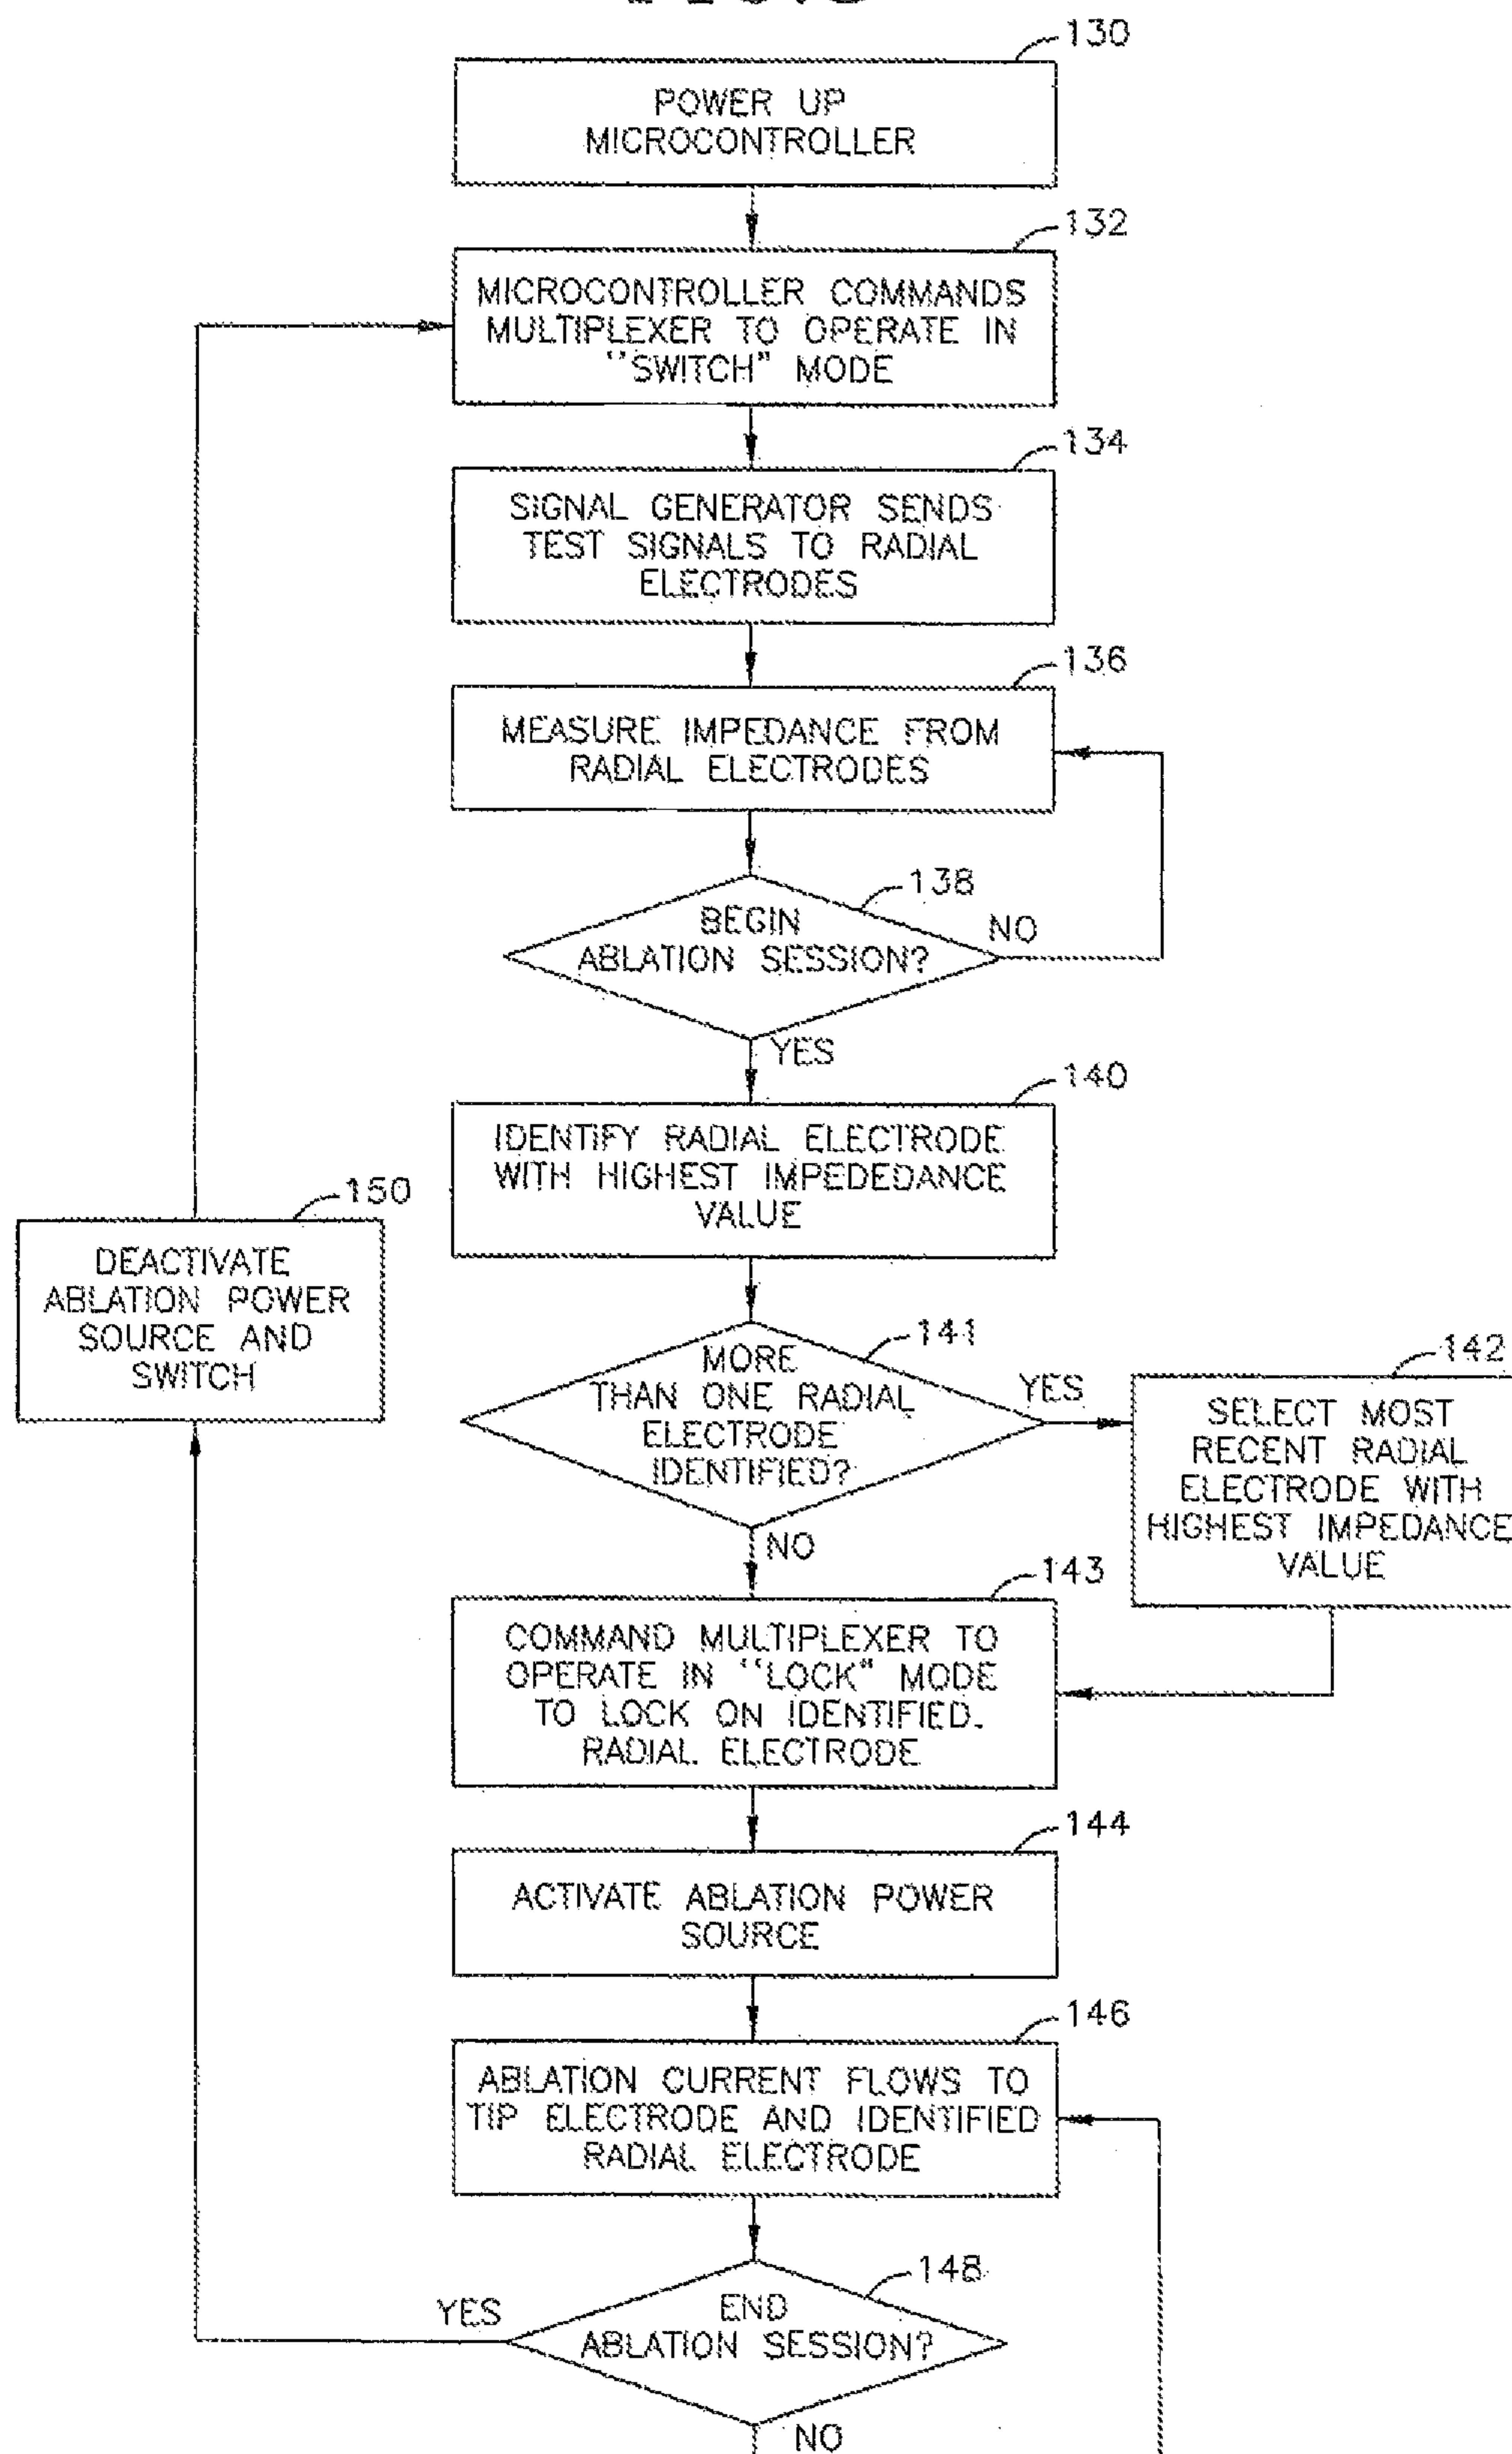 130
POWER UP
MICROCONTROLLER
132
MICROCONTROLLER COMMANDS
MULTIPLEXER TO OPERATE IN
"SWITCH" MODE
134
SIGNAL GENERATOR SENDS
TEST SIGNALS TO RADIAL
ELECTRODES
136
MEASURE IMPEDANCE FROM
RADIAL ELECTRODES
138
BEGIN
ABLATION SESSION?
NO
YES
140
IDENTIFY RADIAL ELECTRODE
WITH HIGHEST IMPEDEDANCE
VALUE
150
DEACTIVATE
ABLATION POWER
SOURCE AND
SWITCH
141
MORE
THAN ONE RADIAL
ELECTRODE
IDENTIFIED?
YES
142
SELECT MOST
RECENT RADIAL
ELECTRODE WITH
HIGHEST IMPEDANCE
VALUE
NO
143
COMMAND MULTIPLEXER TO
OPERATE IN "LOCK" MODE
TO LOCK ON IDENTIFIED.
RADIAL ELECTRODE
144
ACTIVATE ABLATION POWER
SOURCE
146
ABLATION CURRENT FLOWS TO
TIP ELECTRODE AND IDENTIFIED
RADIAL ELECTRODE
148
END
ABLATION SESSION?
YES
NO